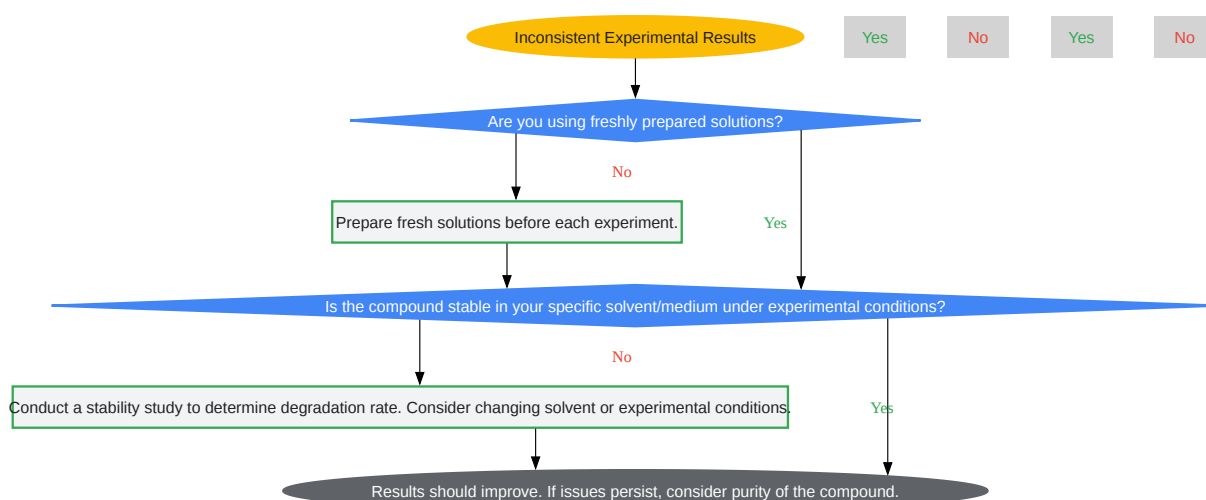 Inconsistent Experimental Results
Yes
No
Yes
No
Are you using freshly prepared solutions?
No
Prepare fresh solutions before each experiment.
Yes
Is the compound stable in your specific solvent/medium under experimental conditions?
No
Conduct a stability study to determine degradation rate. Consider changing solvent or experimental conditions.
Yes
Results should improve. If issues persist, consider purity of the compound.